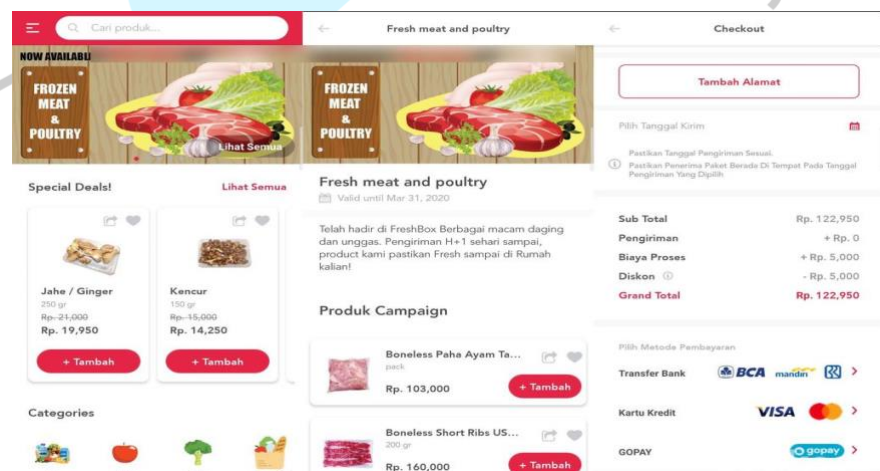 Cari produk...
NOW AVAILABL
FROZEN
MEAT
&
POULTRY
Lihat Semua
Special Deals!
Lihat Semua
Jahe / Ginger
250 gr
Rp. 21,000
Rp. 19,950
+ Tambah
Kencur
150 gr
Rp. 15,000
Rp. 14,250
+ Tambah
Categories
Fresh meat and poultry
FROZEN
MEAT
&
POULTRY
Fresh meat and poultry
Valid until Mar 31, 2020
Telah hadir di FreshBox Berbagai macam daging
dan unggas. Pengiriman H+1 sehari sampai,
product kami pastikan Fresh sampai di Rumah
kalian!
Produk Campaign
Boneless Paha Ayam Ta...
pack
Rp. 103,000
+ Tambah
Boneless Short Ribs US...
200 gr
Rp. 160,000
+ Tambah
Checkout
Tambah Alamat
Pilih Tanggal Kirim
Pastikan Tanggal Pengiriman Sesuai.
Pastikan Penerima Paket Berada Di Tempat Pada Tanggal
Pengiriman Yang Dipilih
Sub Total Rp. 122,950
Pengiriman + Rp. 0
Biaya Proses + Rp. 5,000
Diskon - Rp. 5,000
Grand Total Rp. 122,950
Pilih Metode Pembayaran
Transfer Bank BCA mandiri BRI
Kartu Kredit VISA
GOPAY gopay